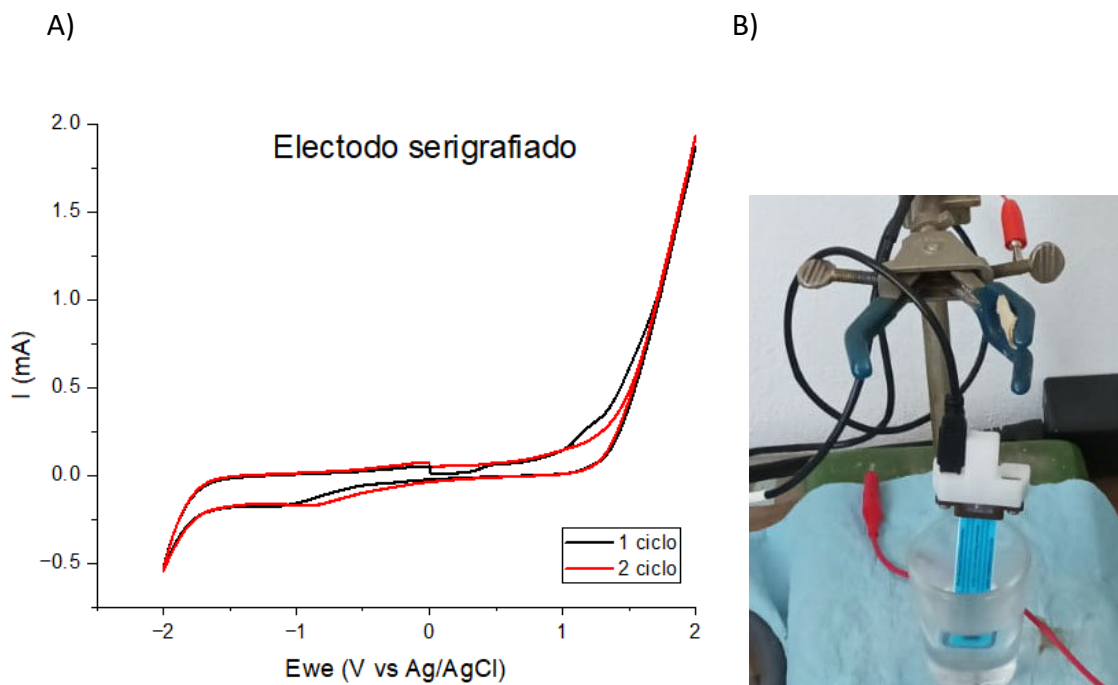 A)
B)
Electodo serigrafiado
2.0
1.5
1.0
0.5
0.0
−0.5
I (mA)
1 ciclo
2 ciclo
−2
−1
0
1
2
Ewe (V vs Ag/AgCl)